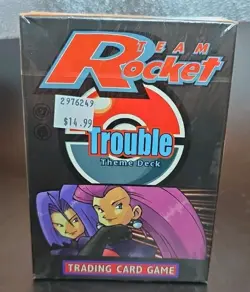 TEAM
Rocket
2976249
$14.99
Trouble
Theme Deck
TRADING CARD GAME